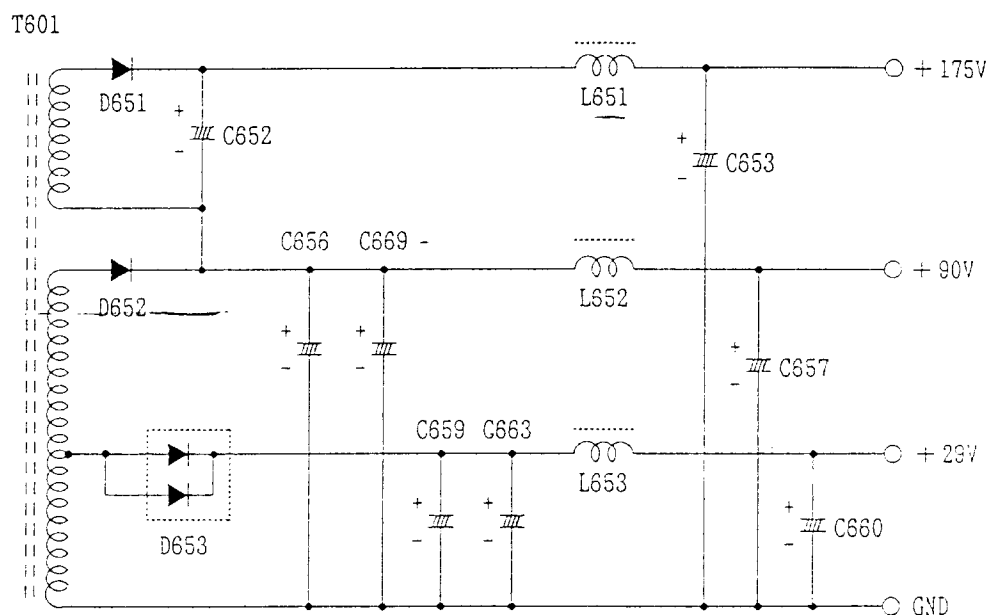 T601
+ 175V
D651
L651
+
-
C652
+
-
C653
C656
C669 -
+ 90V
D652
L652
+
-
+
-
+
-
C657
C659
C663
+ 29V
L653
D653
+
-
+
-
+
-
C660
GND